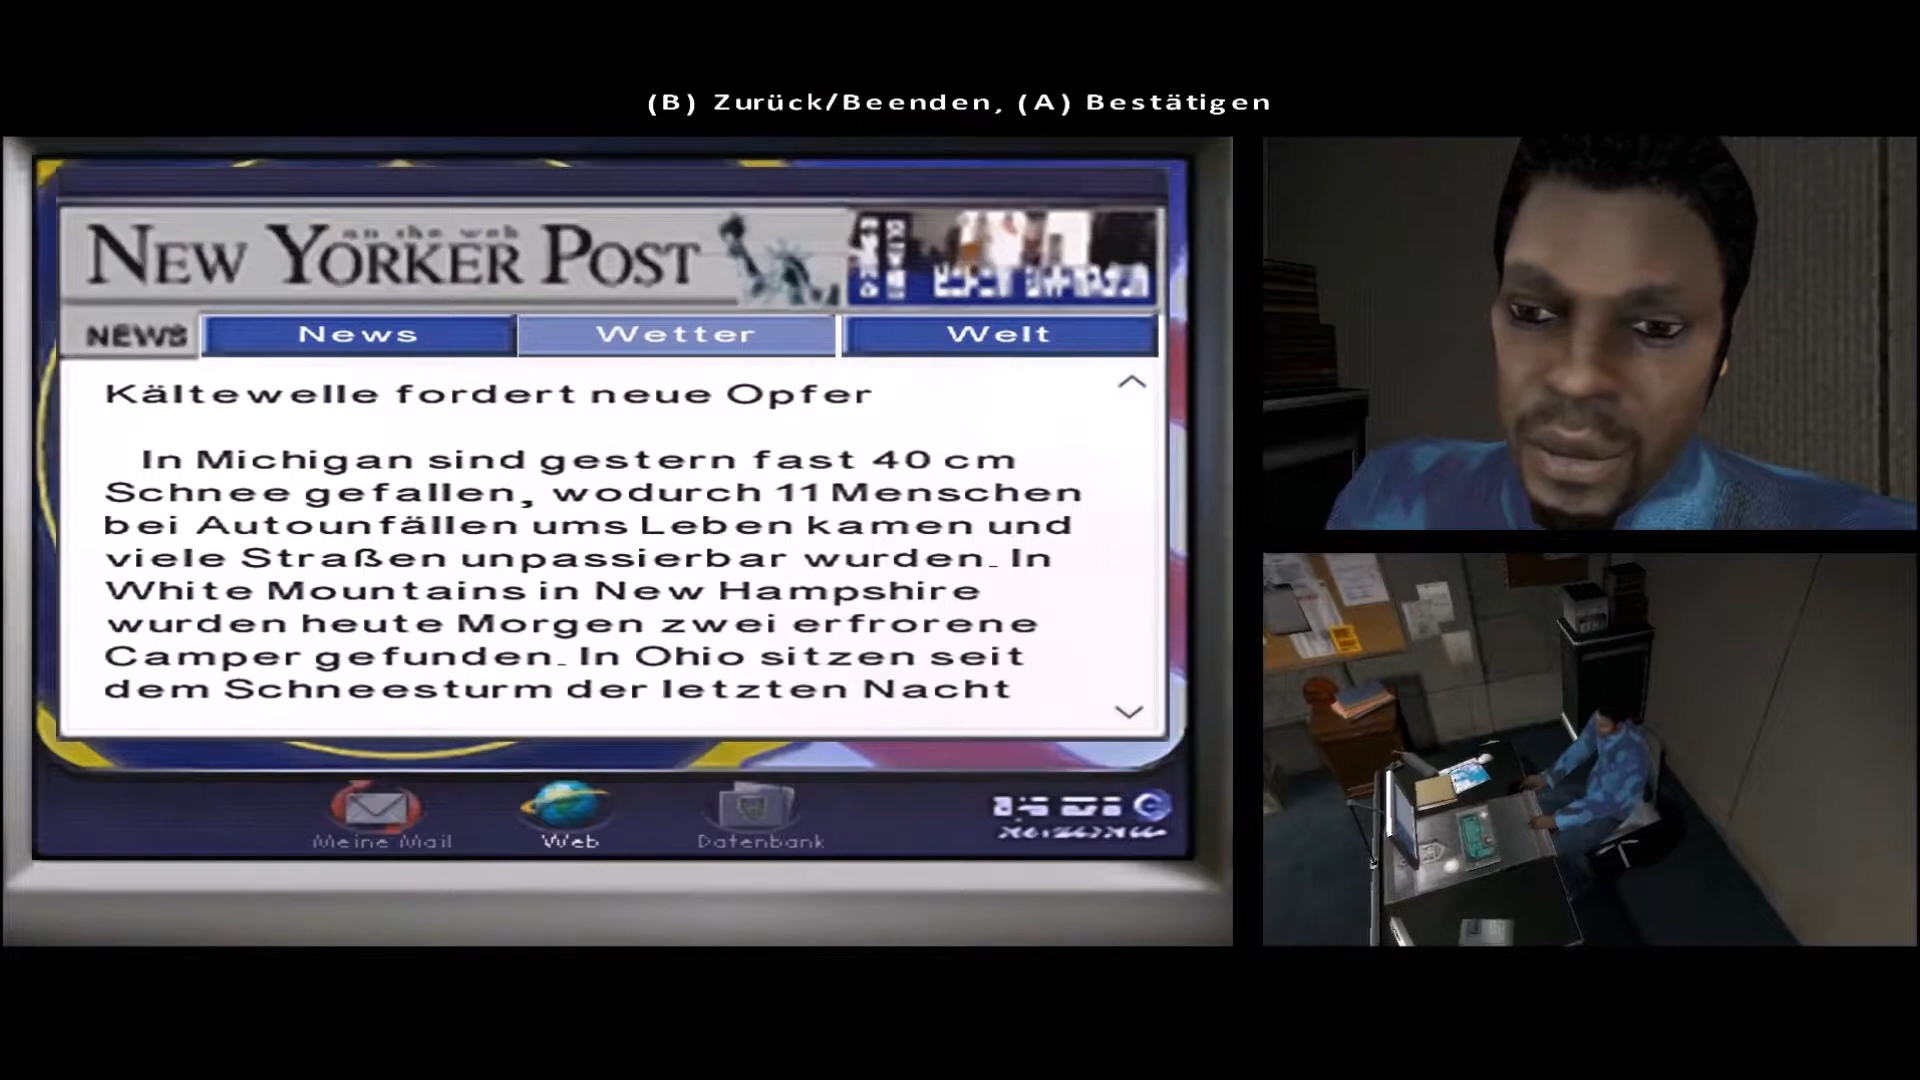 (B) Zurück/Beenden, (A) Bestätigen
on the web
NEW YORKER POST
NEWS
News
Wetter
Welt
Kältewelle fordert neue Opfer
In Michigan sind gestern fast 40 cm
Schnee gefallen, wodurch 11 Menschen
bei Autounfällen ums Leben kamen und
viele Straßen unpassierbar wurden. In
White Mountains in New Hampshire
wurden heute Morgen zwei erfrorene
Camper gefunden. In Ohio sitzen seit
dem Schneesturm der letzten Nacht
Meine Mail
Web
Datenbank